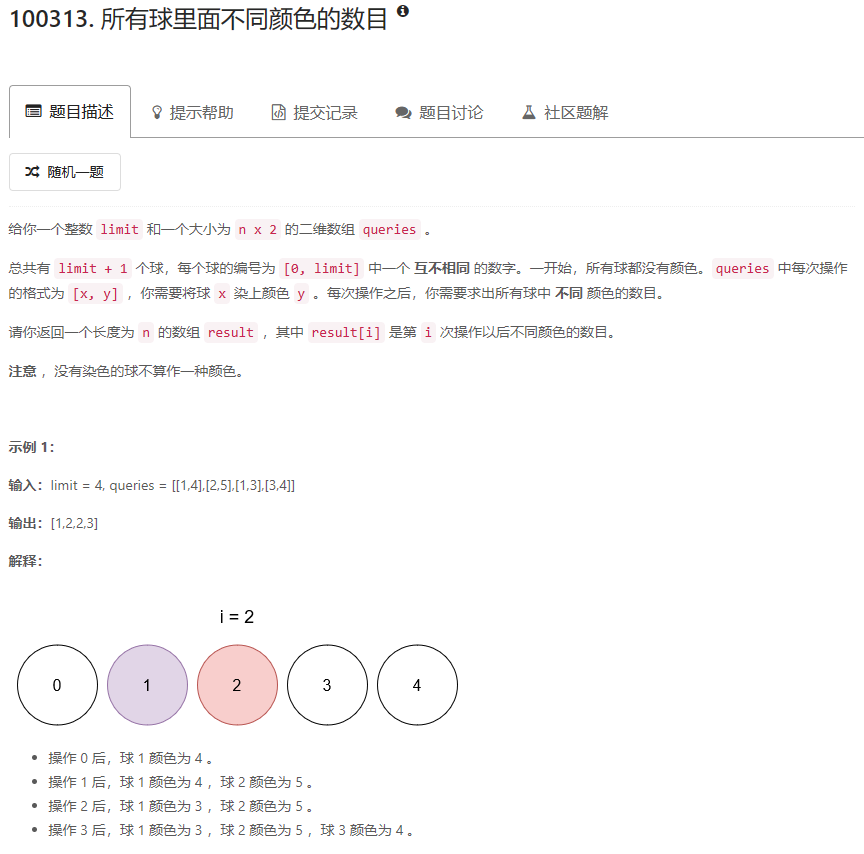 100313. 所有球里面不同颜色的数目
题目描述 提示帮助 提交记录 题目讨论 社区题解
随机一题
给你一个整数 limit 和一个大小为 n x 2 的二维数组 queries 。
总共有 limit + 1 个球，每个球的编号为 [0, limit] 中一个 互不相同 的数字。一开始，所有球都没有颜色。queries 中每次操作
的格式为 [x, y] ，你需要将球 x 染上颜色 y 。每次操作之后，你需要求出所有球中 不同 颜色的数目。
请你返回一个长度为 n 的数组 result ，其中 result[i] 是第 i 次操作以后不同颜色的数目。
注意 ，没有染色的球不算作一种颜色。
示例 1：
输入：limit = 4, queries = [[1,4],[2,5],[1,3],[3,4]]
输出：[1,2,2,3]
解释：
i = 2
0 1 2 3 4
操作 0 后，球 1 颜色为 4 。
操作 1 后，球 1 颜色为 4 ，球 2 颜色为 5 。
操作 2 后，球 1 颜色为 3 ，球 2 颜色为 5 。
操作 3 后，球 1 颜色为 3 ，球 2 颜色为 5 ，球 3 颜色为 4 。